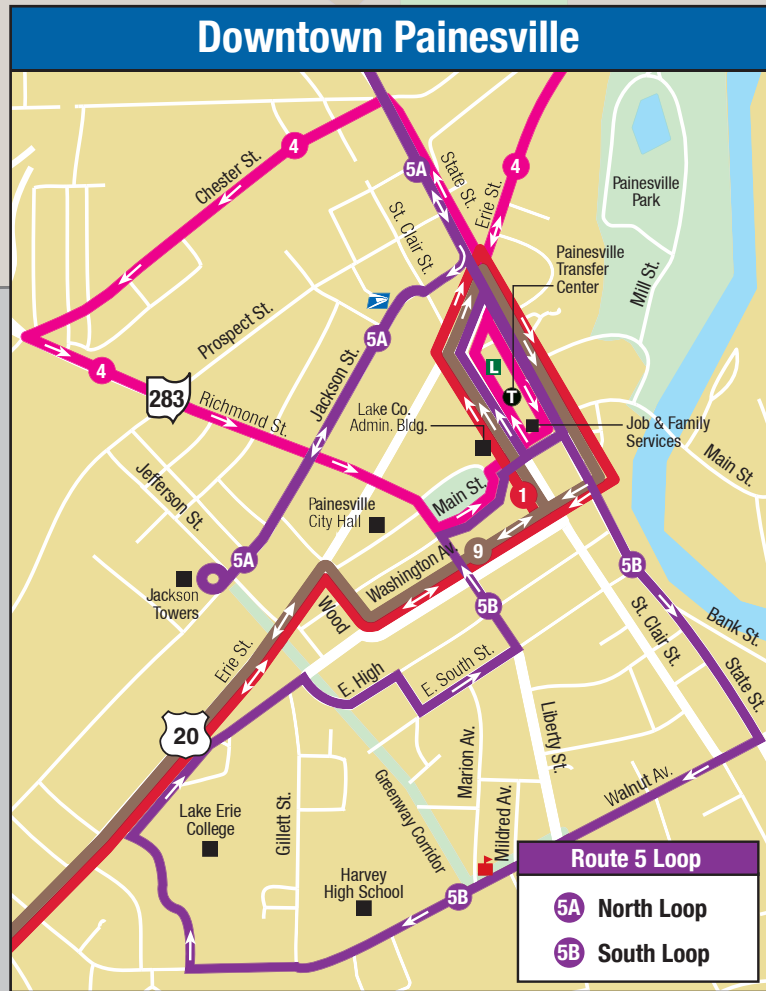 Downtown Painesville
4
Chester St.
5A
State St.
Erie St.
4
Painesville
Park
St. Clair St.
Painesville
Transfer
Center
Mill St.
Prospect St.
5A
Jackson St.
L
T
4
283
Richmond St.
Lake Co.
Admin. Bldg.
Job & Family
Services
Main St.
Jefferson St.
Main St.
1
Painesville
City Hall
9
Washington Av.
5A
5B
Jackson
Towers
Wood
5B
Bank St.
St. Clair St.
State St.
Erie St.
E. High
E. South St.
20
Liberty St.
Marion Av.
Walnut Av.
Greenway Corridor
Mildred Av.
Gillett St.
Lake Erie
College
Harvey
High School
5B
Route 5 Loop
5A North Loop
5B South Loop